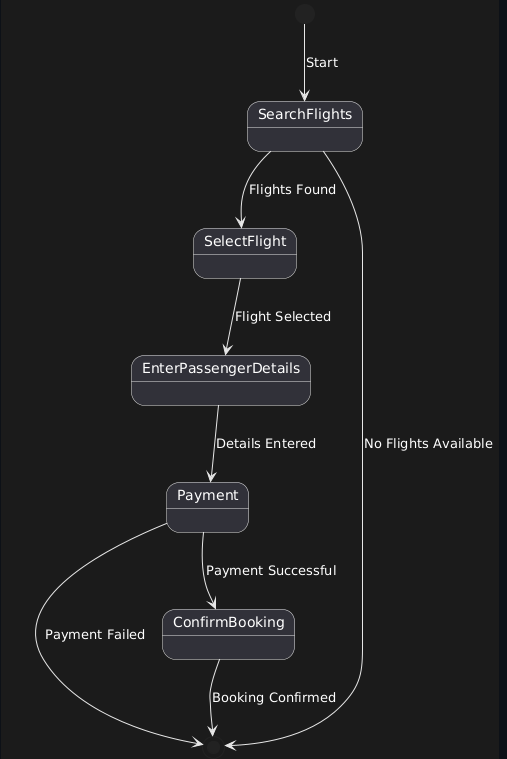 Start
SearchFlights
Flights Found
SelectFlight
Flight Selected
EnterPassengerDetails
Details Entered
No Flights Available
Payment
Payment Successful
ConfirmBooking
Payment Failed
Booking Confirmed